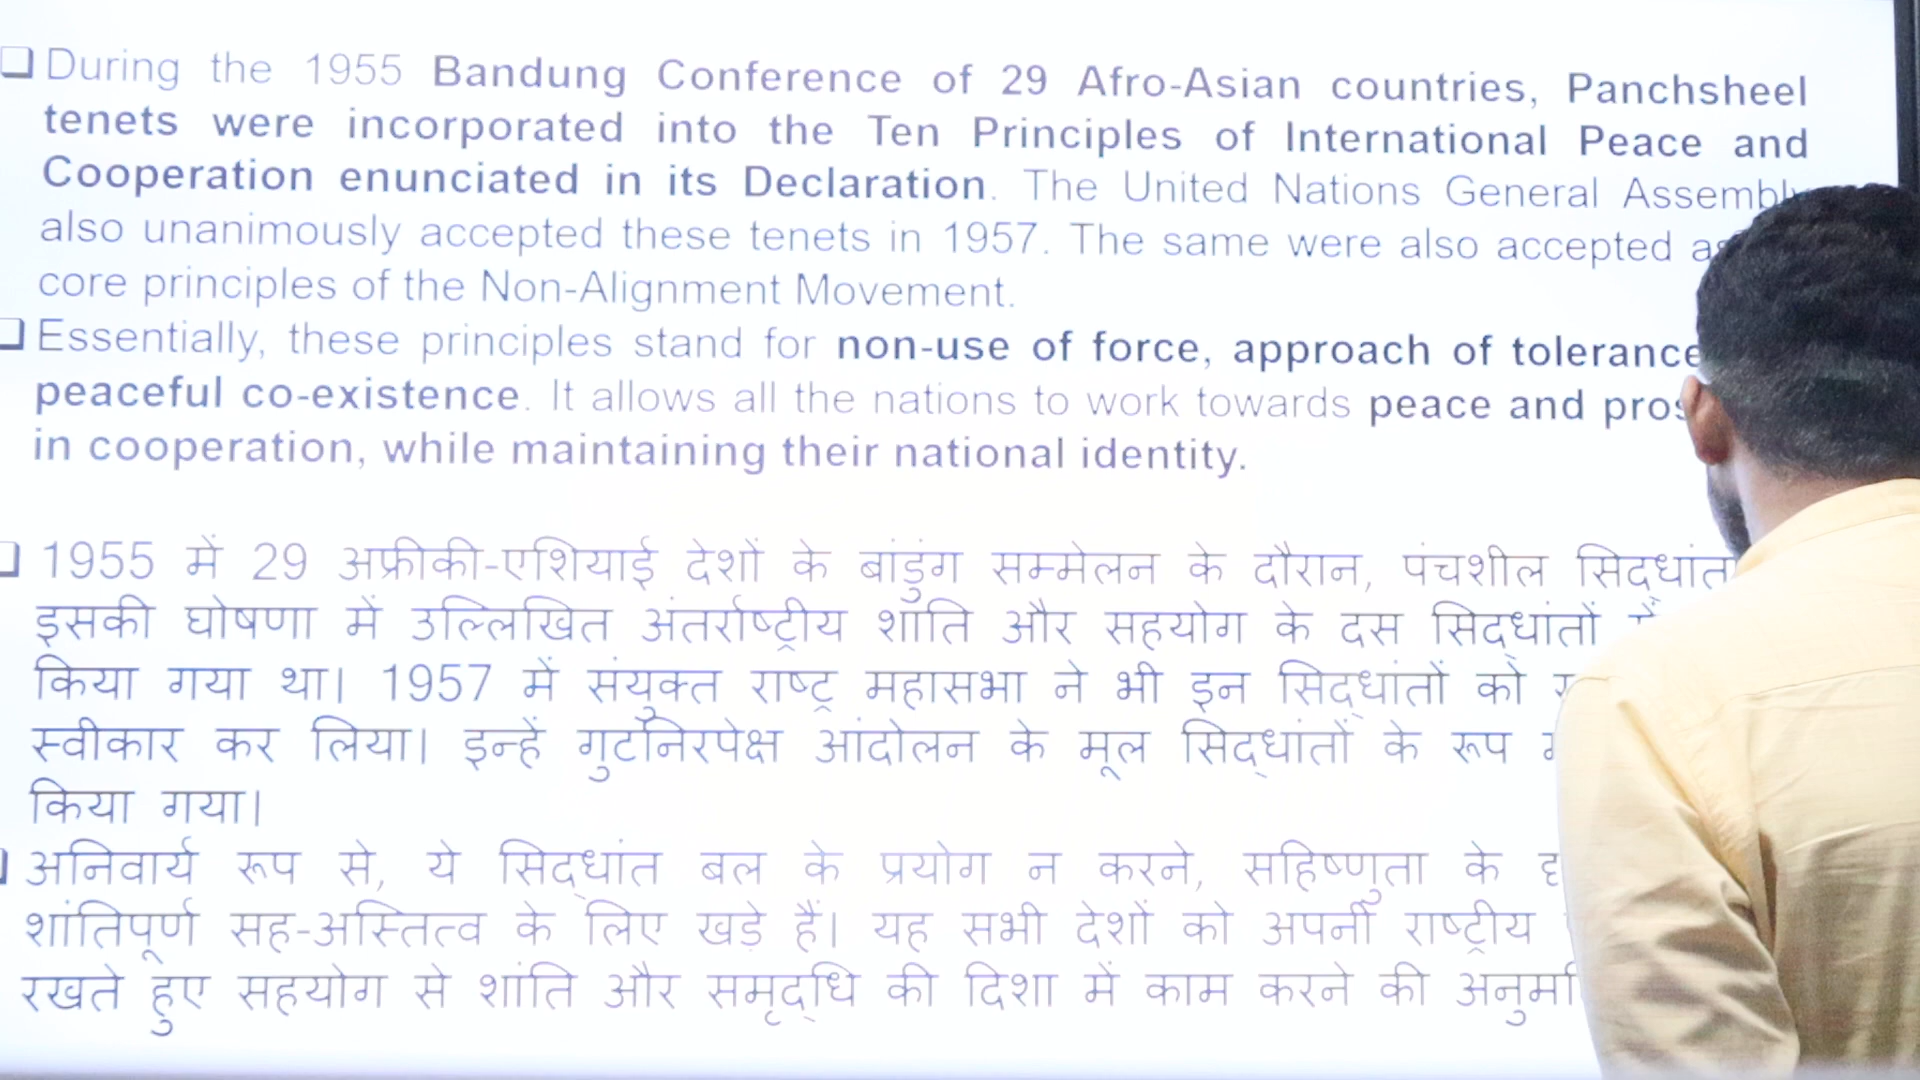 During the 1955 Bandung Conference of 29 Afro-Asian countries, Panchsheel
tenets were incorporated into the Ten Principles of International Peace and
Cooperation enunciated in its Declaration. The United Nations General Assembly
also unanimously accepted these tenets in 1957. The same were also accepted as
core principles of the Non-Alignment Movement.
Essentially, these principles stand for non-use of force, approach of tolerance
peaceful co-existence. It allows all the nations to work towards peace and
in cooperation, while maintaining their national identity.
1955 में 29 अफ्रीकी-एशियाई देशों के बांडुंग सम्मेलन के दौरान, पंचशील सिद्धांत
इसकी घोषणा में उल्लिखित अंतर्राष्ट्रीय शांति और सहयोग के दस सिद्धांतों में
किया गया था। 1957 में संयुक्त राष्ट्र महासभा ने भी इन सिद्धांतों को
स्वीकार कर लिया। इन्हें गुटनिरपेक्ष आंदोलन के मूल सिद्धांतों के रूप
किया गया।
अनिवार्य रूप से, ये सिद्धांत बल के प्रयोग न करने, सहिष्णुता के
शांतिपूर्ण सह-अस्तित्व के लिए खड़े हैं। यह सभी देशों को अपनी राष्ट्रीय
रखते हुए सहयोग से शांति और समृद्धि की दिशा में काम करने की